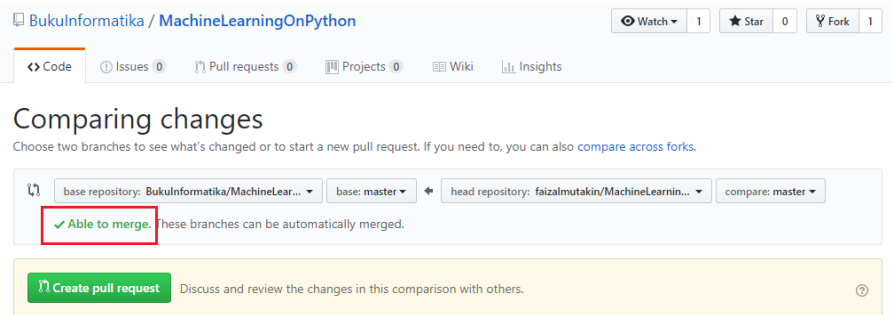 BukuInformatika / MachineLearningOnPython
Watch 1 Star 0 Fork 1
Code Issues 0 Pull requests 0 Projects 0 Wiki Insights
Comparing changes
Choose two branches to see what's changed or to start a new pull request. If you need to, you can also compare across forks.
base repository: BukuInformatika/MachineLear... base: master head repository: faizalmutakin/MachineLearnin... compare: master
Able to merge. These branches can be automatically merged.
Create pull request Discuss and review the changes in this comparison with others.